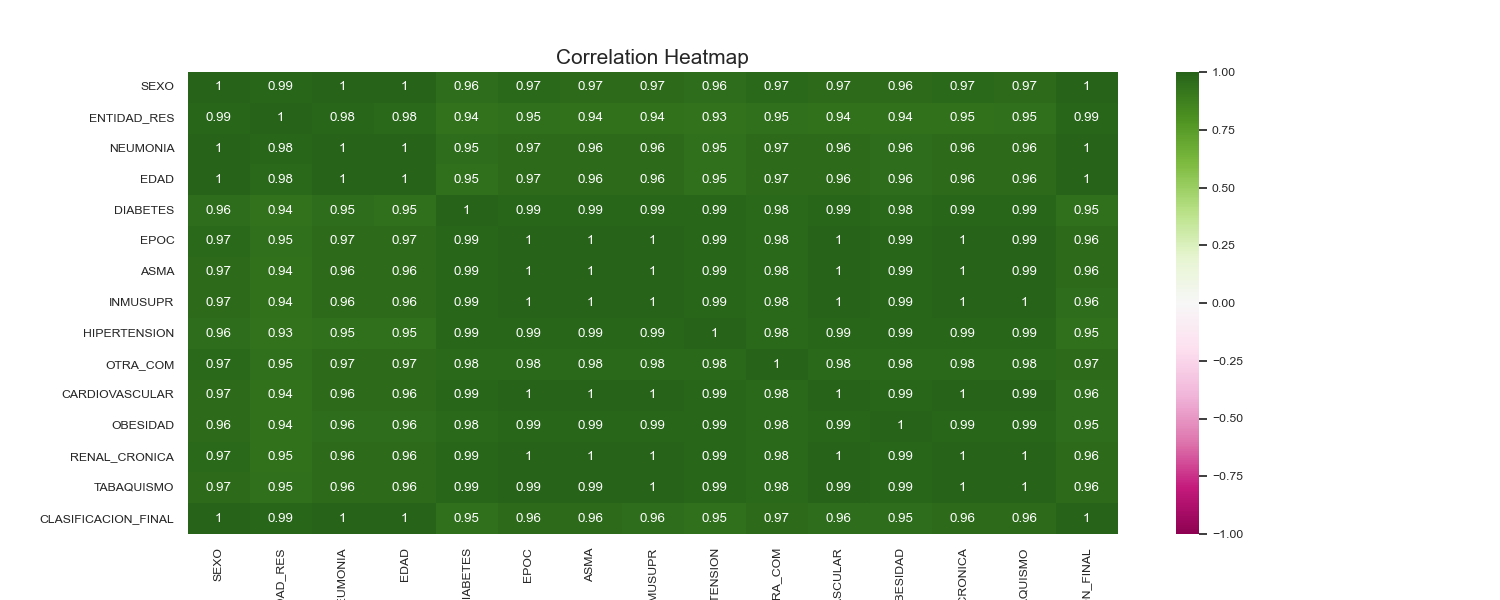 Correlation Heatmap
SEXO 1 0.99 1 1 0.96 0.97 0.97 0.97 0.96 0.97 0.97 0.96 0.97 0.97 1
ENTIDAD_RES 0.99 1 0.98 0.98 0.94 0.95 0.94 0.94 0.93 0.95 0.94 0.94 0.95 0.95 0.99
NEUMONIA 1 0.98 1 1 0.95 0.97 0.96 0.96 0.95 0.97 0.96 0.96 0.96 0.96 1
EDAD 1 0.98 1 1 0.95 0.97 0.96 0.96 0.95 0.97 0.96 0.96 0.96 0.96 1
DIABETES 0.96 0.94 0.95 0.95 1 0.99 0.99 0.99 0.99 0.98 0.99 0.98 0.99 0.99 0.95
EPOC 0.97 0.95 0.97 0.97 0.99 1 1 1 0.99 0.98 1 0.99 1 0.99 0.96
ASMA 0.97 0.94 0.96 0.96 0.99 1 1 1 0.99 0.98 1 0.99 1 0.99 0.96
INMUSUPR 0.97 0.94 0.96 0.96 0.99 1 1 1 0.99 0.98 1 0.99 1 1 0.96
HIPERTENSION 0.96 0.93 0.95 0.95 0.99 0.99 0.99 0.99 1 0.98 0.99 0.99 0.99 0.99 0.95
OTRA_COM 0.97 0.95 0.97 0.97 0.98 0.98 0.98 0.98 0.98 1 0.98 0.98 0.98 0.98 0.97
CARDIOVASCULAR 0.97 0.94 0.96 0.96 0.99 1 1 1 0.99 0.98 1 0.99 1 0.99 0.96
OBESIDAD 0.96 0.94 0.96 0.96 0.98 0.99 0.99 0.99 0.99 0.98 0.99 1 0.99 0.99 0.95
RENAL_CRONICA 0.97 0.95 0.96 0.96 0.99 1 1 1 0.99 0.98 1 0.99 1 1 0.96
TABAQUISMO 0.97 0.95 0.96 0.96 0.99 0.99 0.99 1 0.99 0.98 0.99 0.99 1 1 0.96
CLASIFICACION_FINAL 1 0.99 1 1 0.95 0.96 0.96 0.96 0.95 0.97 0.96 0.95 0.96 0.96 1
SEXO
DAD_RES
EUMONIA
EDAD
IABETES
EPOC
ASMA
MUSUPR
TENSION
RA_COM
ASCULAR
BESIDAD
CRONICA
AQUISMO
N_FINAL
1.00
0.75
0.50
0.25
0.00
−0.25
−0.50
−0.75
−1.00